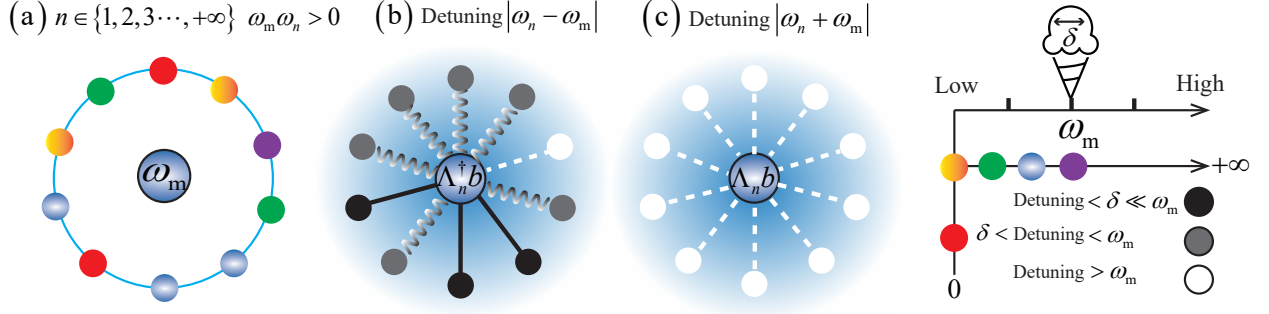 (a) n ∈ {1, 2, 3 ⋯, +∞} ω_m ω_n > 0
ω_m
(b) Detuning |ω_n − ω_m|
Λ_n^† b
(c) Detuning |ω_n + ω_m|
Λ_n b
δ
Low
High
ω_m
+∞
Detuning < δ ≪ ω_m
δ < Detuning < ω_m
Detuning > ω_m
0